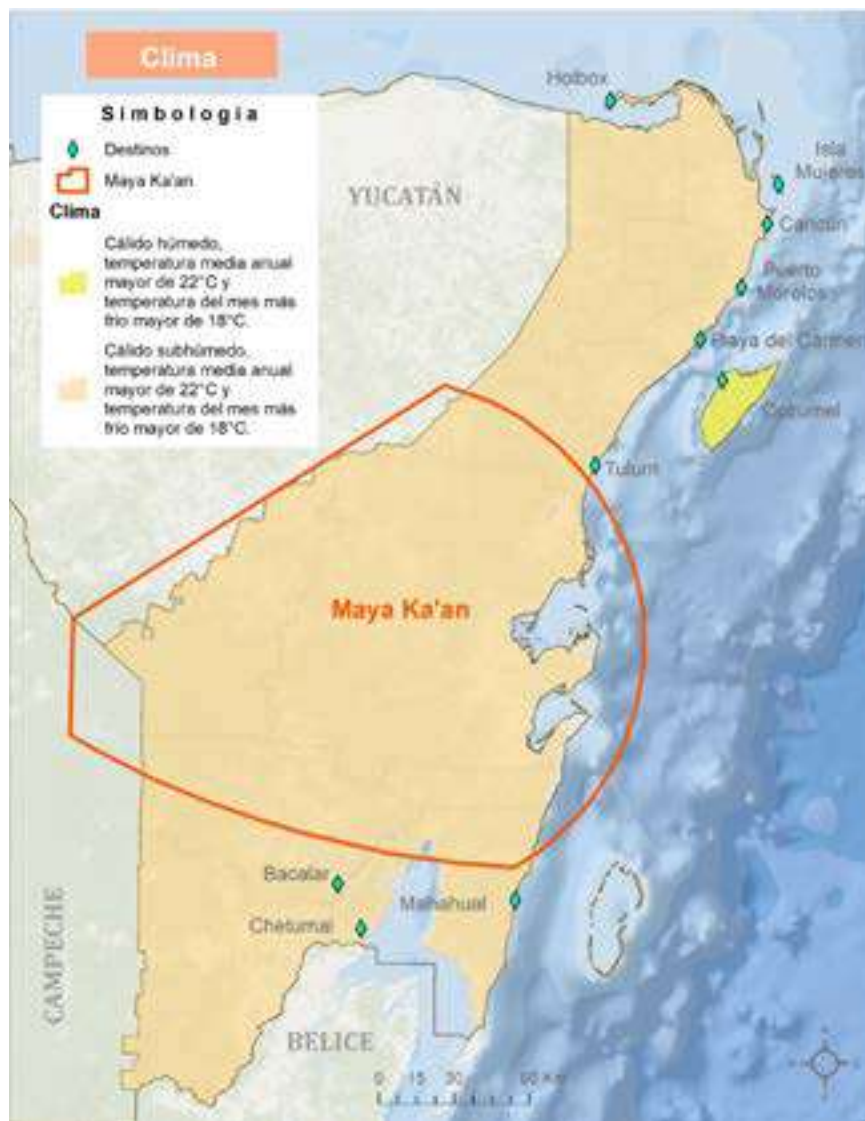 Clima
Simbología
Destinos
Maya Ka'an
Clima
Cálido húmedo,
temperatura media anual
mayor de 22°C y
temperatura del mes más
frío mayor de 18°C.
Cálido subhúmedo,
temperatura media anual
mayor de 22°C y
temperatura del mes más
frío mayor de 18°C.
Holbox
Isla
Mujeres
YUCATÁN
Cancún
Puerto
Morelos
Playa del Carmen
Cozumel
Tulum
Maya Ka'an
Bacalar
Mahahual
Chetumal
CAMPECHE
BELICE
0 15 30 60 Km